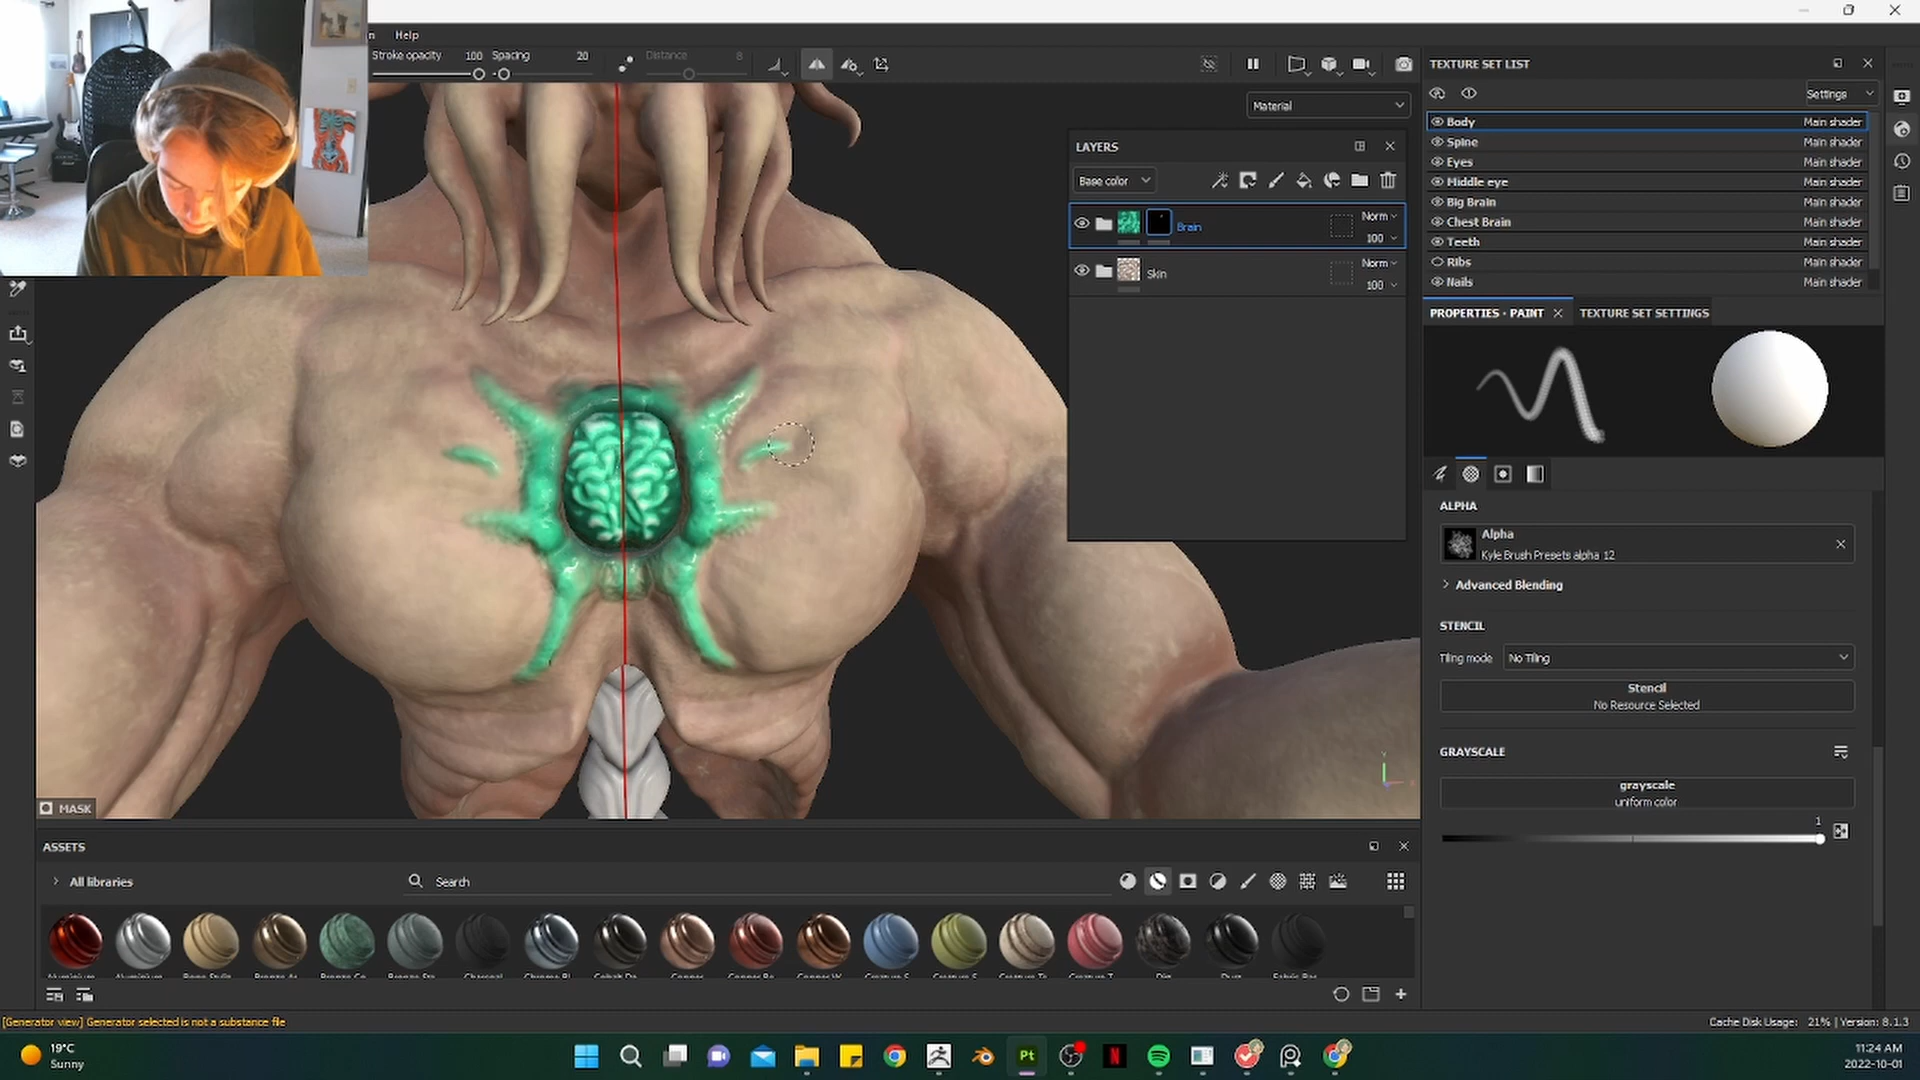 n Help
Stroke opacity 100 Spacing 20 Distance 8
Material
LAYERS
Base color
Norm
Brain
100
Norm
Skin
100
MASK
TEXTURE SET LIST
Settings
Body Main shader
Spine Main shader
Eyes Main shader
Middle eye Main shader
Big Brain Main shader
Chest Brain Main shader
Teeth Main shader
Ribs Main shader
Nails Main shader
PROPERTIES - PAINT TEXTURE SET SETTINGS
ALPHA
Alpha
Kyle Brush Presets alpha 12
Advanced Blending
STENCIL
Tiling mode No Tiling
Stencil
No Resource Selected
GRAYSCALE
grayscale
uniform color
1
ASSETS
All libraries Search
[Generator view] Generator selected is not a substance file
Cache Disk Usage: 21% | Version: 8.1.3
19°C
Sunny
Pt
N
11:24 AM
2022-10-01